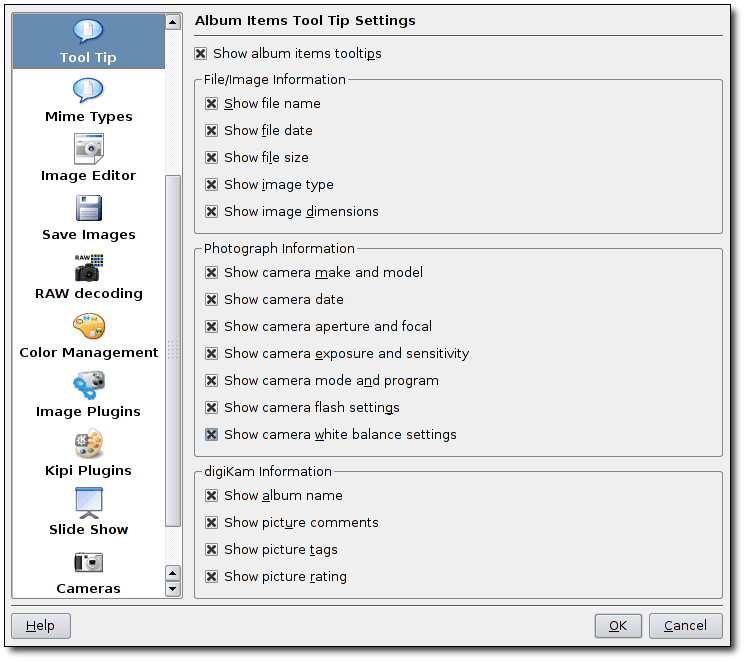 Tool Tip
Mime Types
Image Editor
Save Images
RAW
RAW decoding
Color Management
Image Plugins
Kipi Plugins
Slide Show
Cameras
Album Items Tool Tip Settings
Show album items tooltips
File/Image Information
Show file name
Show file date
Show file size
Show image type
Show image dimensions
Photograph Information
Show camera make and model
Show camera date
Show camera aperture and focal
Show camera exposure and sensitivity
Show camera mode and program
Show camera flash settings
Show camera white balance settings
digiKam Information
Show album name
Show picture comments
Show picture tags
Show picture rating
Help
OK
Cancel